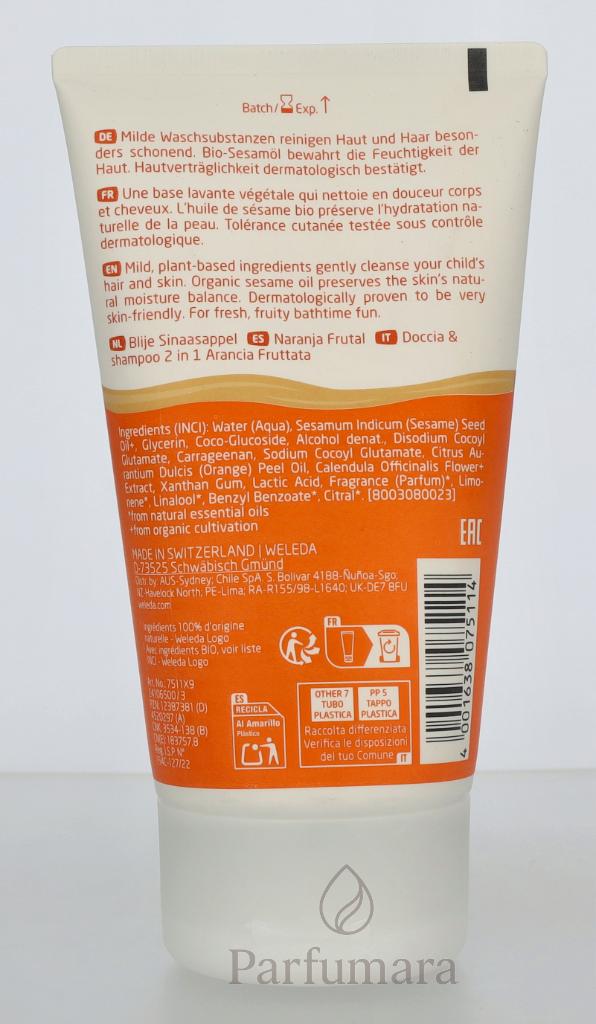 Batch/ Exp.
DE Milde Waschsubstanzen reinigen Haut und Haar beson-
ders schonend. Bio-Sesamöl bewahrt die Feuchtigkeit der
Haut. Hautverträglichkeit dermatologisch bestätigt.
FR Une base lavante végétale qui nettoie en douceur corps
et cheveux. L'huile de sésame bio préserve l'hydratation na-
turelle de la peau. Tolérance cutanée testée sous contrôle
dermatologique.
EN Mild, plant-based ingredients gently cleanse your child's
hair and skin. Organic sesame oil preserves the skin's natu-
ral moisture balance. Dermatologically proven to be very
skin-friendly. For fresh, fruity bathtime fun.
NL Blije Sinaasappel ES Naranja Frutal IT Doccia &
shampoo 2 in 1 Arancia Fruttata
Ingredients (INCI): Water (Aqua), Sesamum Indicum (Sesame) Seed
Oil+, Glycerin, Coco-Glucoside, Alcohol denat., Disodium Cocoyl
Glutamate, Carrageenan, Sodium Cocoyl Glutamate, Citrus Au-
rantium Dulcis (Orange) Peel Oil, Calendula Officinalis Flower+
Extract, Xanthan Gum, Lactic Acid, Fragrance (Parfum)*, Limo-
nene*, Linalool*, Benzyl Benzoate*, Citral*. [8003080023]
*from natural essential oils
+from organic cultivation
EAC
MADE IN SWITZERLAND | WELEDA
D-73525 Schwäbisch Gmünd
Distr by: AUS-Sydney; Chile SpA. S. Bolivar 4188-Ñuñoa-Sgo;
NZ-Havelock North; PE-Lima; RA-R155/98-L1640; UK-DE7 8FU
weleda.com
Ingrédients 100% d'origine
naturelle - Weleda Logo
Avec ingrédients BIO, voir liste
INCI - Weleda Logo
FR
Art.No. 7511X9
24106500/3
PZN 12387381 (D)
4520297 (A)
CNK: 3534-138 (B)
183757.8
Reg. I.S.P. N°
127/22
ES
RECICLA
Al Amarillo
Plástico
OTHER 7
TUBO
PLASTICA
PP 5
TAPPO
PLASTICA
Raccolta differenziata
Verifica le disposizioni
del tuo Comune IT
4 001638 075114
Parfumara